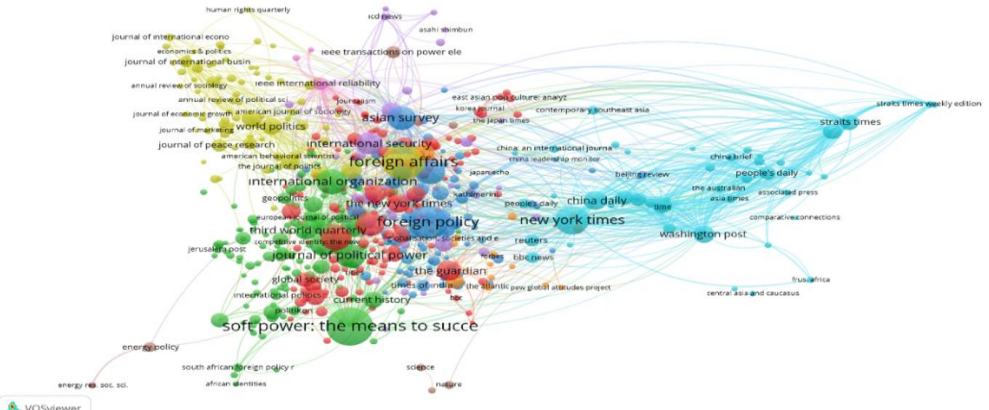 human rights quarterly
icd news
asahi shimbun
journal of international econo
economics & politics
ieee transactions on power ele
journal of international busin
annual review of sociology
ieee international reliability
annual review of political sci
journalism
east asian pop culture: analyz
straits times weekly edition
journal of economic growth
american journal of sociology
korea journal
contemporary southeast asia
asian survey
the japan times
straits times
journal of marketing
world politics
journal of peace research
international security
china: an international journa
american behavioral scientist
foreign affairs
china leadership monitor
china brief
the journal of politics
japan echo
beijing review
people's daily
international organization
geopolitics
kathimerini
the australian
associated press
the new york times
people's daily
china daily
time
asia times
european journal of political
foreign policy
new york times
comparative connections
third world quarterly
washington post
competitive identity: the new
globalisation, societies and e
reuters
jerusalem post
journal of political power
forbes
bbc news
the guardian
global society
times of india
the atlantic
pew global attitudes project
frus: africa
international politics
current history
central asia and caucasus
politikon
soft power: the means to succe
energy policy
south african foreign policy r
science
energy res. soc. sci.
african identities
nature
VOSviewer